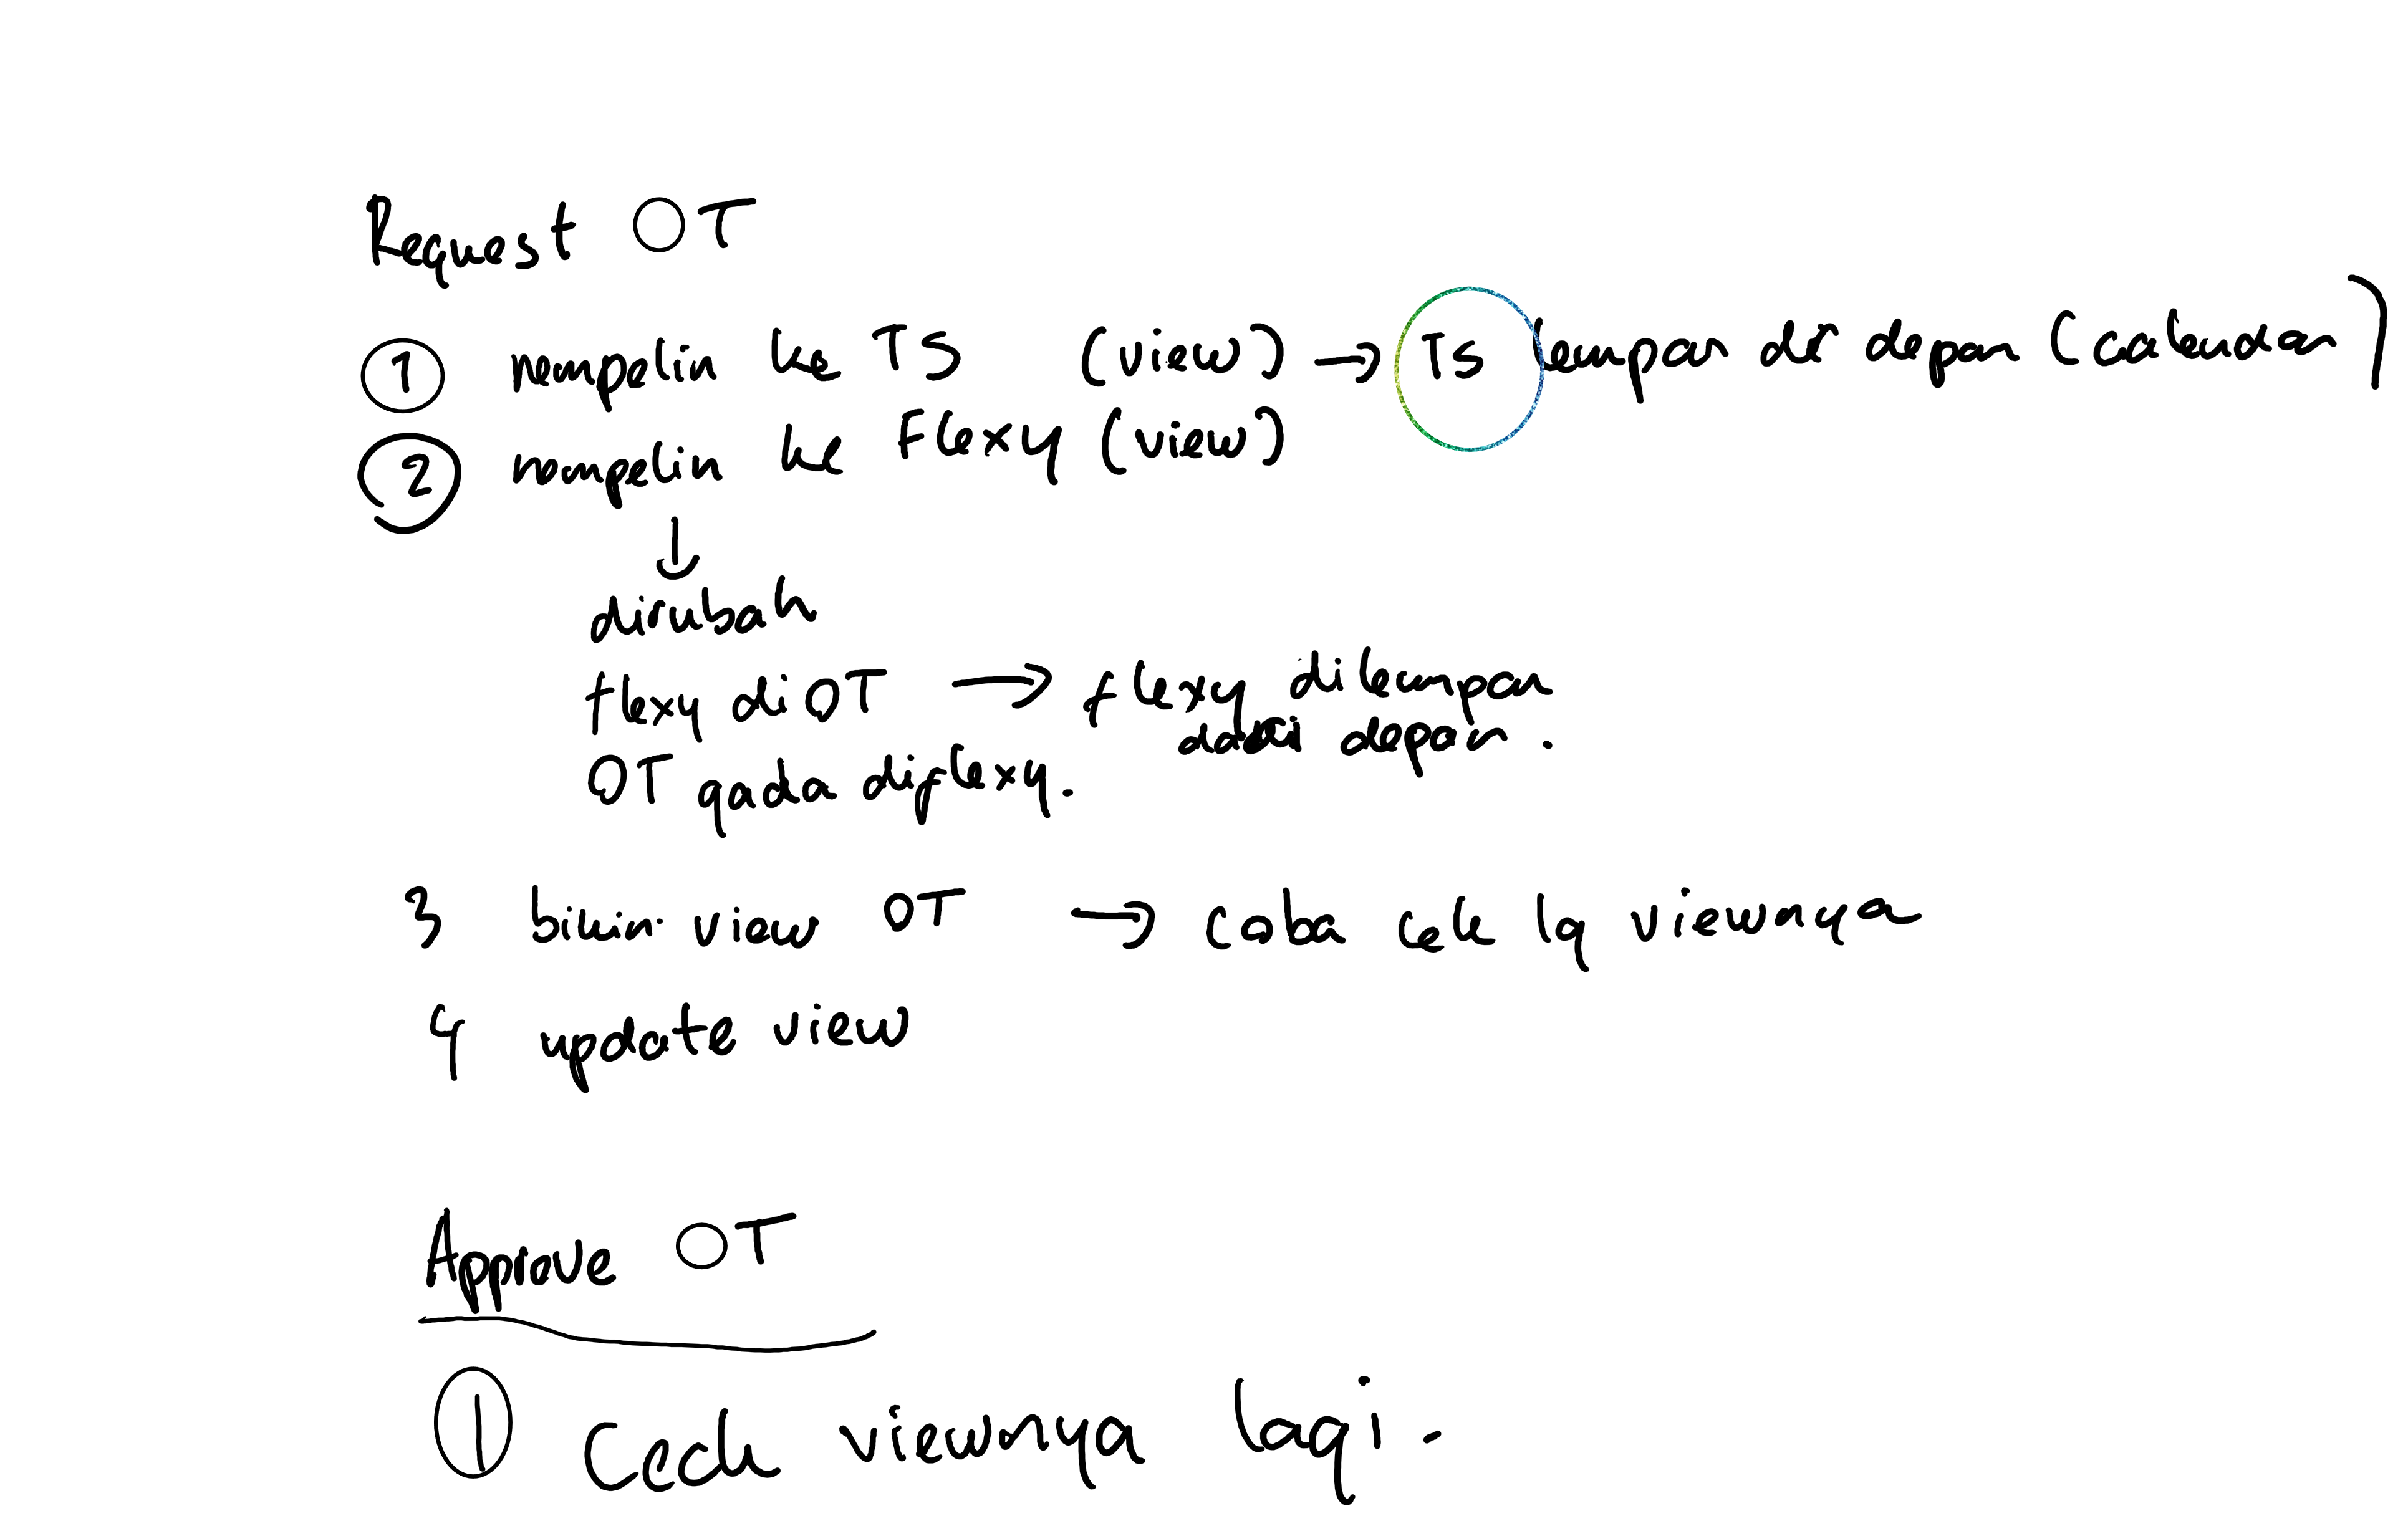 Request OT
1 nempelin ke TS (view) → TS lempar dr depan (calendar)
2 nempelin ke Flexy (view)
↓
dirubah
flexy di OT → flexy dilempar
dari depan.
OT gada diflexy.
3 bikin view OT → coba cek lg viewnya
4 update view
Approve OT
1 Cek viewnya lagi.